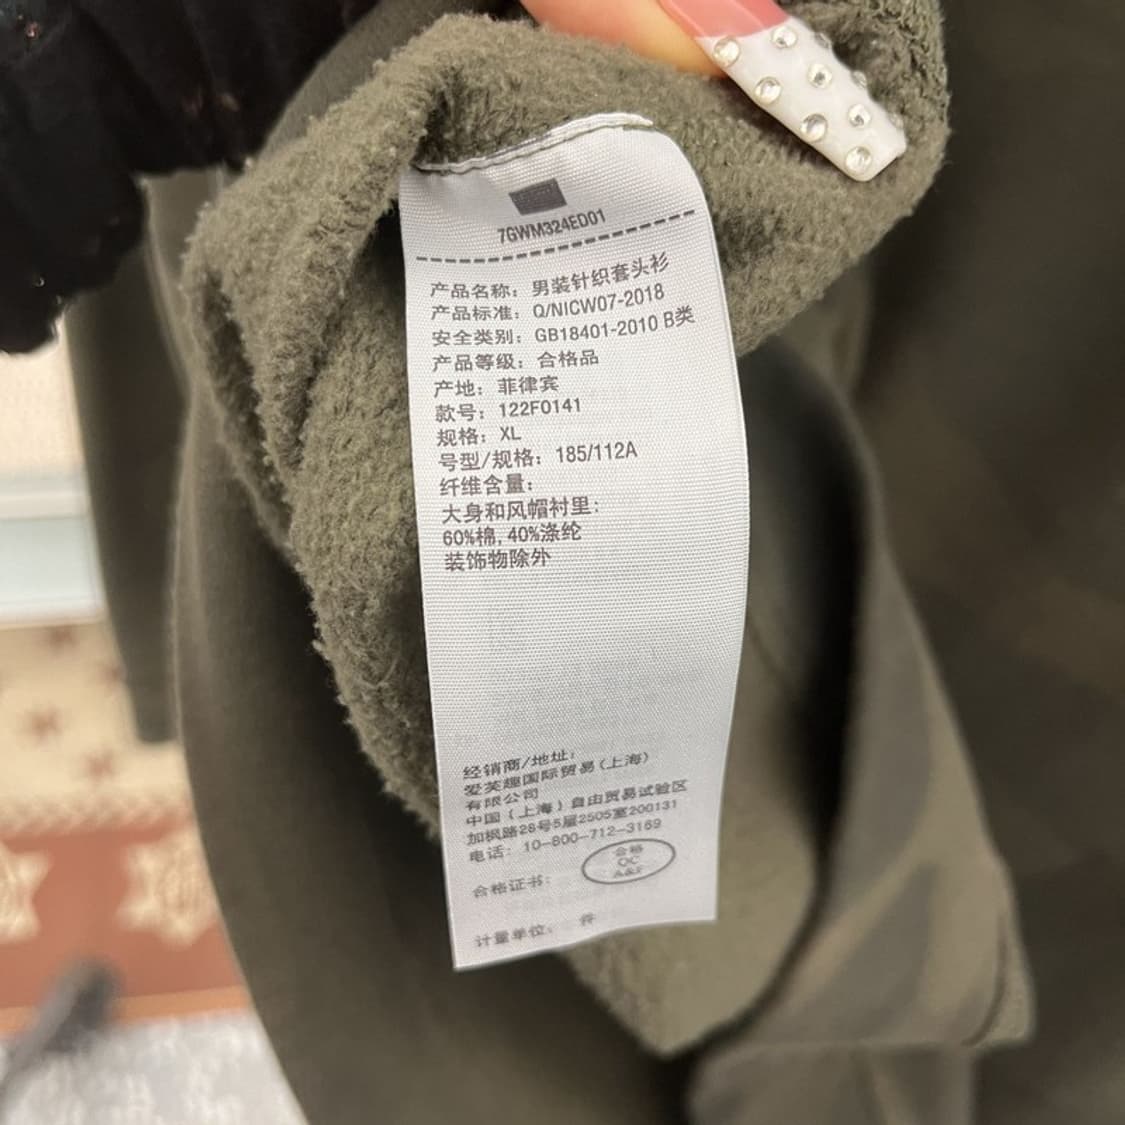 7GWM324ED01
产品名称: 男装针织套头衫
产品标准: Q/NICW07-2018
安全类别: GB18401-2010 B类
产品等级: 合格品
产地: 菲律宾
款号: 122F0141
规格: XL
号型/规格: 185/112A
纤维含量:
大身和风帽衬里:
60%棉, 40%涤纶
装饰物除外
经销商/地址:
爱芙趣国际贸易(上海)
有限公司
中国(上海)自由贸易试验区
加枫路28号5层2505室200131
电话: 10-800-712-3169
合格证书:
合格
QC
A&F
计量单位: 件